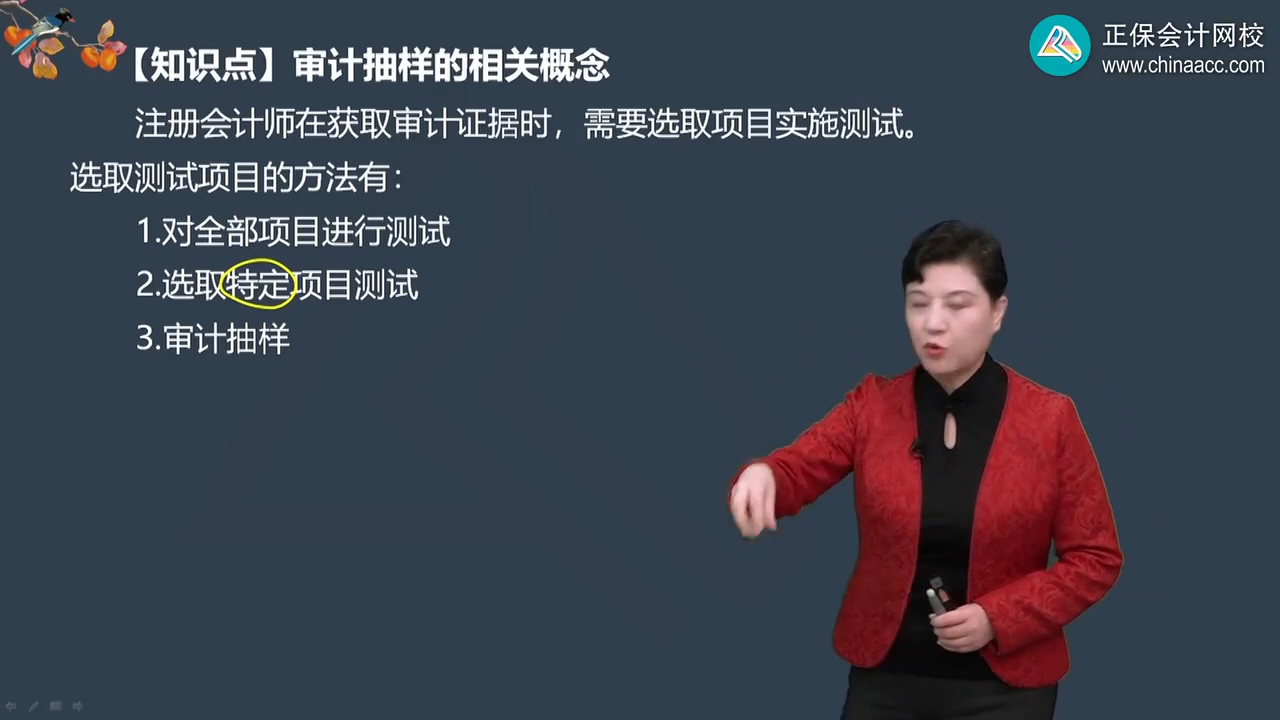 正保会计网校
www.chinaacc.com
【知识点】审计抽样的相关概念
注册会计师在获取审计证据时，需要选取项目实施测试。
选取测试项目的方法有：
1.对全部项目进行测试
2.选取特定项目测试
3.审计抽样